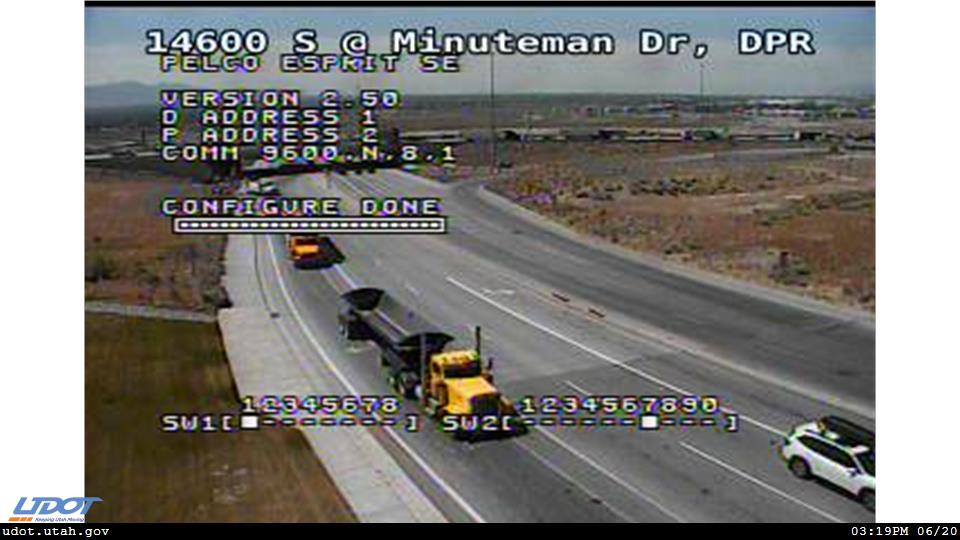 14600 S @ Minuteman Dr, DPR
PELCO ESPRIT SE
VERSION 2.50
D ADDRESS 1
P ADDRESS 2
COMM 9600,N,8,1
CONFIGURE DONE
12345678 1234567890
SW1[■-------] SW2[-------■---]
UDOT
Keeping Utah Moving
udot.utah.gov 03:19PM 06/20